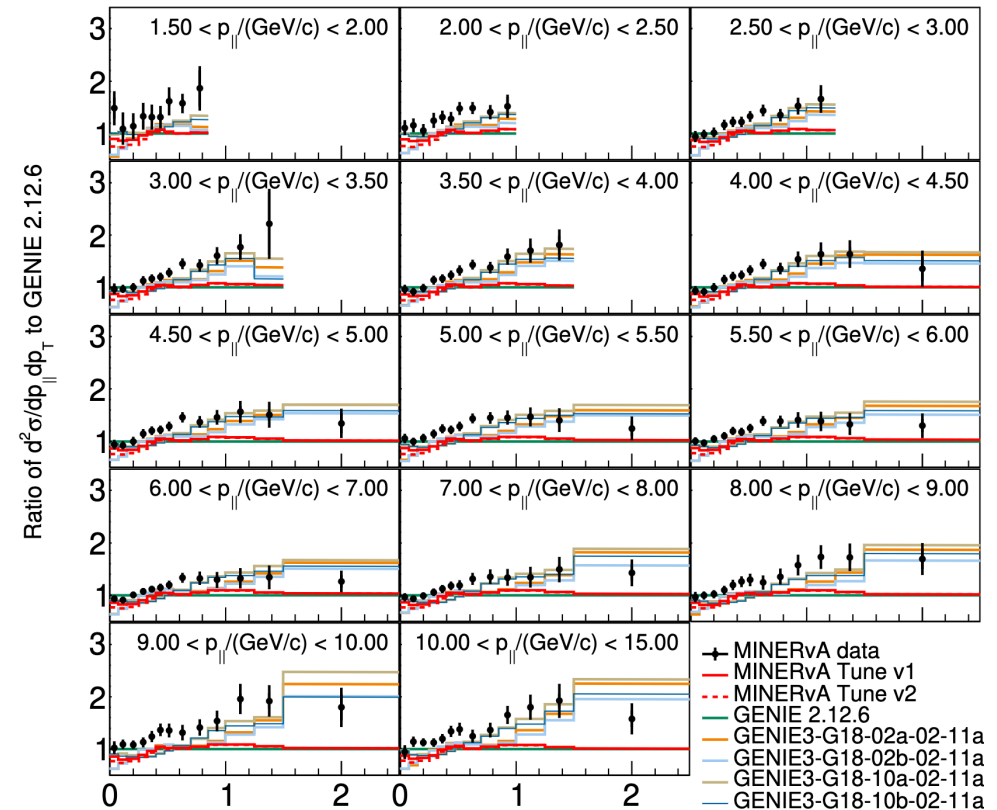 Ratio of d²σ/dp||dp_T to GENIE 2.12.6
1.50 < p||/(GeV/c) < 2.00
2.00 < p||/(GeV/c) < 2.50
2.50 < p||/(GeV/c) < 3.00
3
2
1
3.00 < p||/(GeV/c) < 3.50
3.50 < p||/(GeV/c) < 4.00
4.00 < p||/(GeV/c) < 4.50
3
2
1
4.50 < p||/(GeV/c) < 5.00
5.00 < p||/(GeV/c) < 5.50
5.50 < p||/(GeV/c) < 6.00
3
2
1
6.00 < p||/(GeV/c) < 7.00
7.00 < p||/(GeV/c) < 8.00
8.00 < p||/(GeV/c) < 9.00
3
2
1
9.00 < p||/(GeV/c) < 10.00
10.00 < p||/(GeV/c) < 15.00
3
2
1
0 1 2
0 1 2
MINERvA data
MINERvA Tune v1
MINERvA Tune v2
GENIE 2.12.6
GENIE3-G18-02a-02-11a
GENIE3-G18-02b-02-11a
GENIE3-G18-10a-02-11a
GENIE3-G18-10b-02-11a